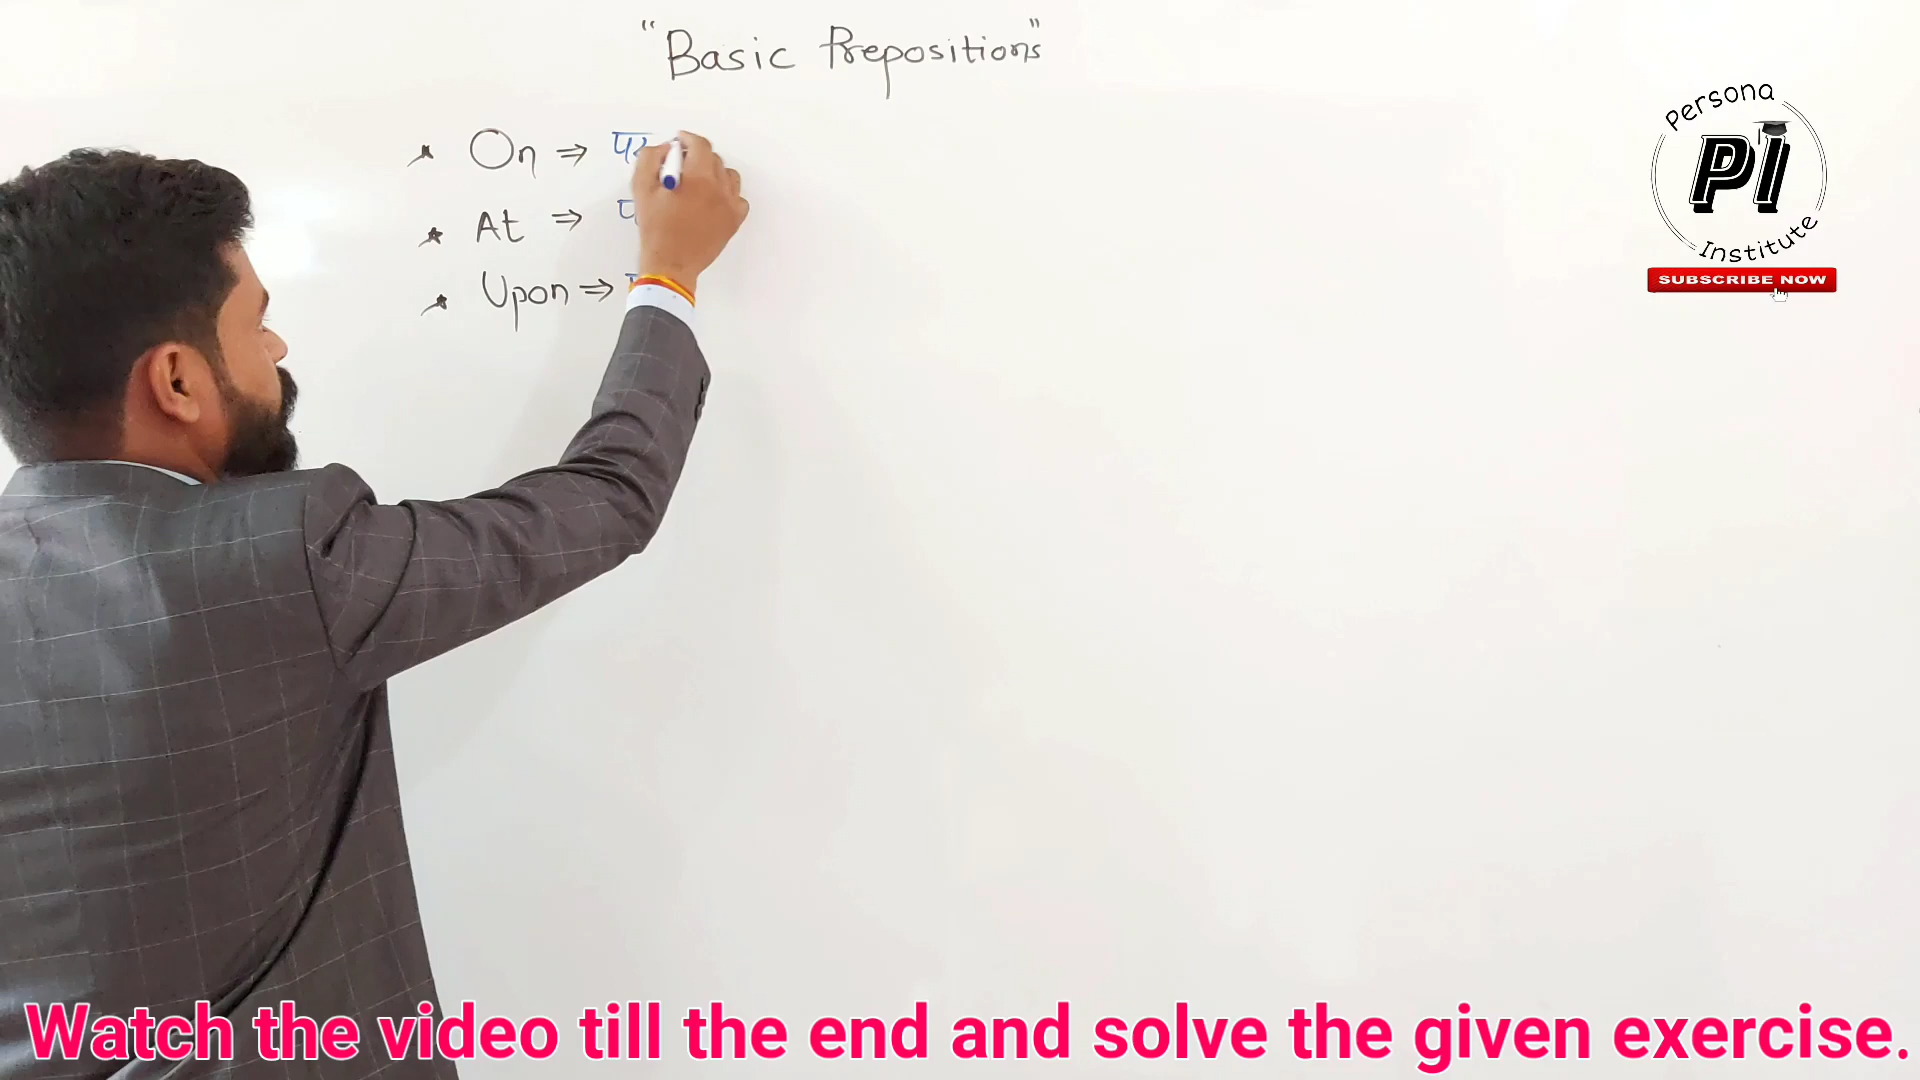 "Basic Prepositions"
* On ⇒ पर
* At ⇒
* Upon ⇒
Persona
PI
Institute
SUBSCRIBE NOW
Watch the video till the end and solve the given exercise.